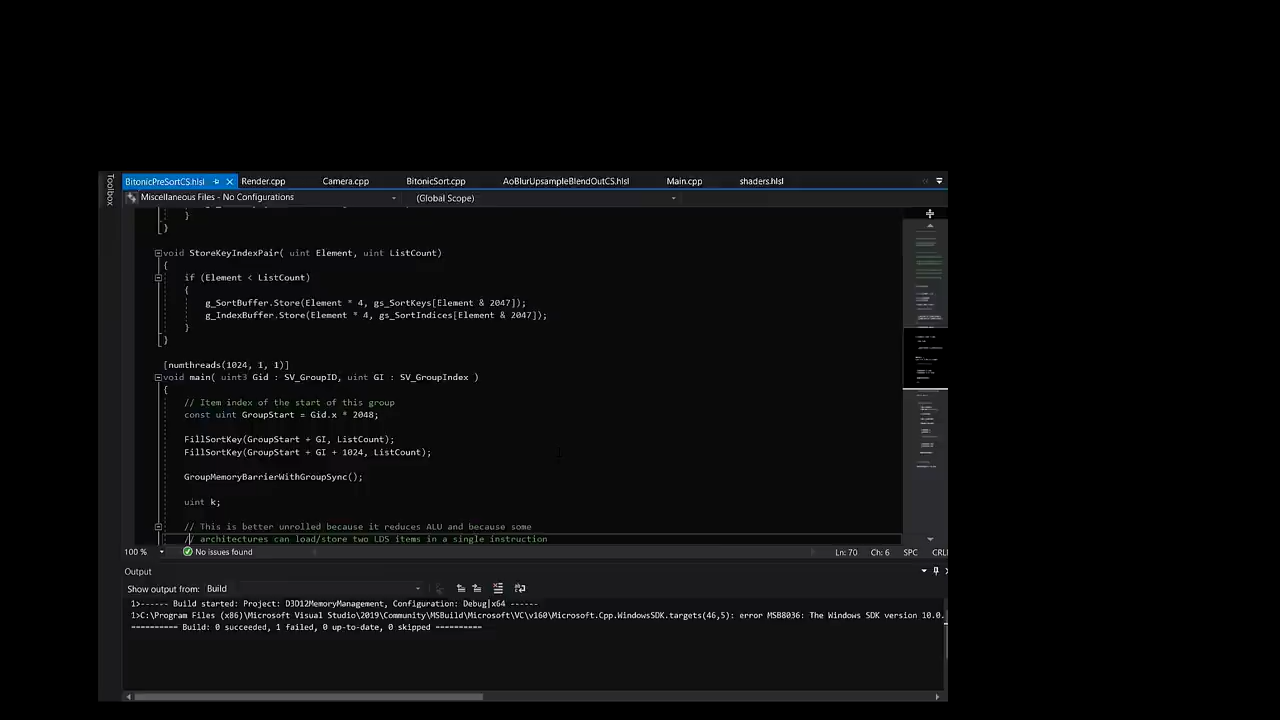 Toolbox
BitonicPreSortCS.hlsl Render.cpp Camera.cpp BitonicSort.cpp AoBlurUpsampleBlendOutCS.hlsl Main.cpp shaders.hlsl
Miscellaneous Files - No Configurations (Global Scope)
}
}
void StoreKeyIndexPair( uint Element, uint ListCount)
{
if (Element < ListCount)
{
g_SortBuffer.Store(Element * 4, gs_SortKeys[Element & 2047]);
g_IndexBuffer.Store(Element * 4, gs_SortIndices[Element & 2047]);
}
}
[numthreads(1024, 1, 1)]
void main( uint3 Gid : SV_GroupID, uint GI : SV_GroupIndex )
{
// Item index of the start of this group
const uint GroupStart = Gid.x * 2048;
FillSortKey(GroupStart + GI, ListCount);
FillSortKey(GroupStart + GI + 1024, ListCount);
GroupMemoryBarrierWithGroupSync();
uint k;
// This is better unrolled because it reduces ALU and because some
// architectures can load/store two LDS items in a single instruction
100 % No issues found Ln: 70 Ch: 6 SPC CRL
Output
Show output from: Build
1>------ Build started: Project: D3D12MemoryManagement, Configuration: Debug|x64 ------
1>C:\Program Files (x86)\Microsoft Visual Studio\2019\Community\MSBuild\Microsoft\VC\v160\Microsoft.Cpp.WindowsSDK.targets(46,5): error MSB8036: The Windows SDK version 10.0.
========== Build: 0 succeeded, 1 failed, 0 up-to-date, 0 skipped ==========